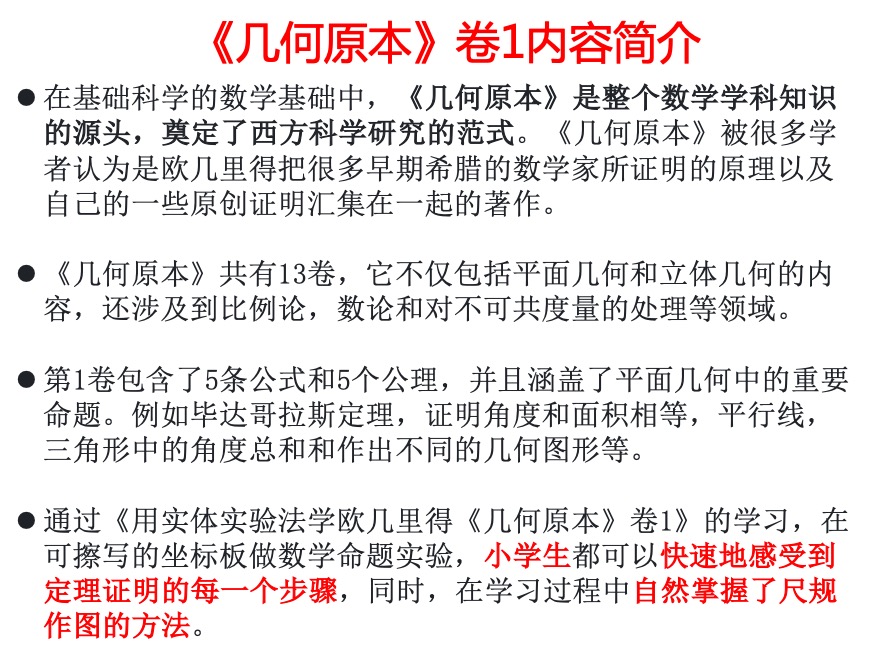 《几何原本》卷1内容简介
● 在基础科学的数学基础中，《几何原本》是整个数学学科知识
的源头，奠定了西方科学研究的范式。《几何原本》被很多学
者认为是欧几里得把很多早期希腊的数学家所证明的原理以及
自己的一些原创证明汇集在一起的著作。
● 《几何原本》共有13卷，它不仅包括平面几何和立体几何的内
容，还涉及到比例论，数论和对不可共度量的处理等领域。
● 第1卷包含了5条公式和5个公理，并且涵盖了平面几何中的重要
命题。例如毕达哥拉斯定理，证明角度和面积相等，平行线，
三角形中的角度总和和作出不同的几何图形等。
● 通过《用实体实验法学欧几里得《几何原本》卷1》的学习，在
可擦写的坐标板做数学命题实验，小学生都可以快速地感受到
定理证明的每一个步骤，同时，在学习过程中自然掌握了尺规
作图的方法。